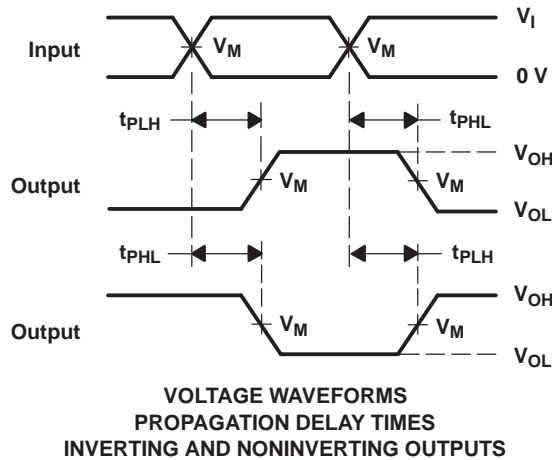 V_I
Input
V_M
V_M
0 V
t_PLH
t_PHL
V_OH
Output
V_M
V_M
V_OL
t_PHL
t_PLH
V_OH
Output
V_M
V_M
V_OL
VOLTAGE WAVEFORMS
PROPAGATION DELAY TIMES
INVERTING AND NONINVERTING OUTPUTS